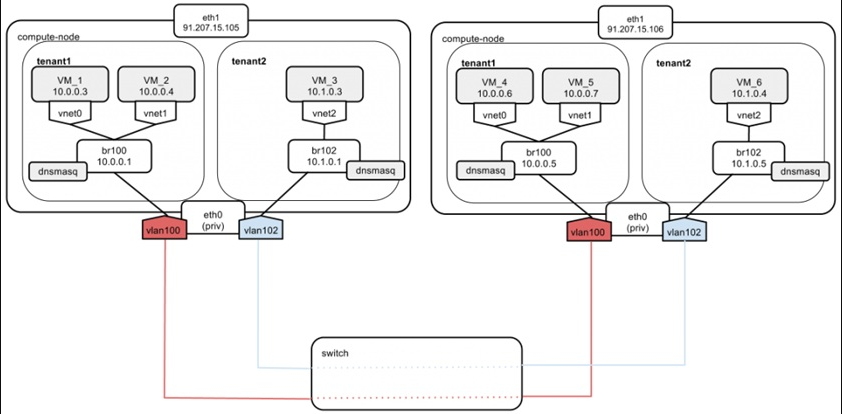 eth1
91.207.15.105
compute-node
tenant1
tenant2
VM_1
10.0.0.3
VM_2
10.0.0.4
VM_3
10.1.0.3
vnet0
vnet1
vnet2
br100
10.0.0.1
br102
10.1.0.1
dnsmasq
dnsmasq
vlan100
eth0
(priv)
vlan102
eth1
91.207.15.106
compute-node
tenant1
tenant2
VM_4
10.0.0.6
VM_5
10.0.0.7
VM_6
10.1.0.4
vnet0
vnet1
vnet2
br100
10.0.0.5
br102
10.1.0.5
dnsmasq
dnsmasq
vlan100
eth0
(priv)
vlan102
switch